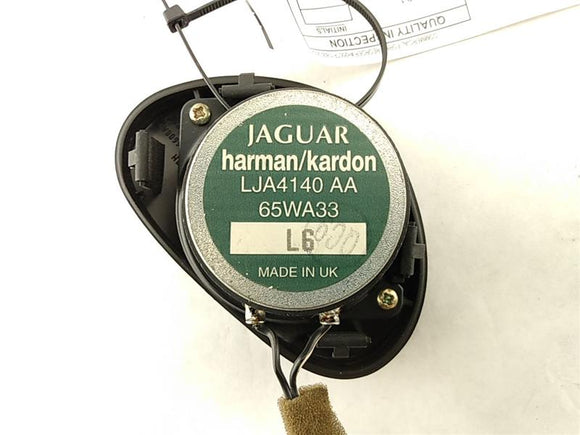 QUALITY INSPECTION
INITIALS
JAGUAR
harman/kardon
LJA4140 AA
65WA33
L6
MADE IN UK